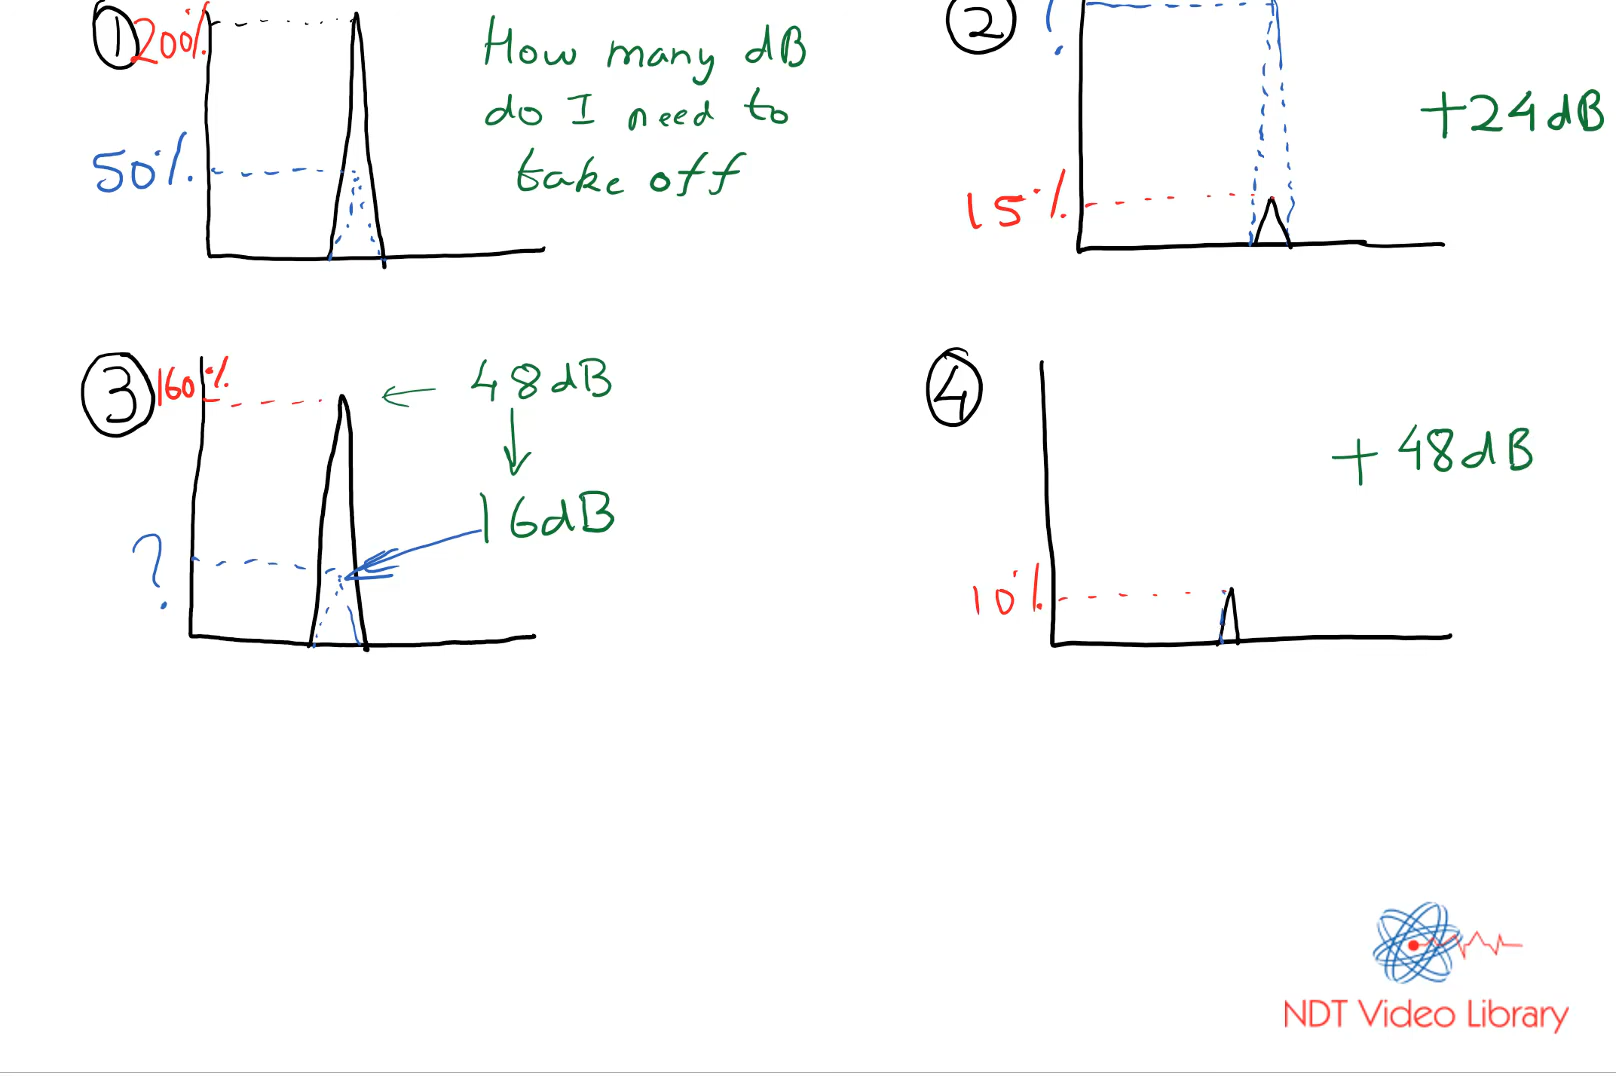 ① 200% How many dB
do I need to
50% take off
② ?
+24dB
15%
③ 160% ← 48dB
↓
16dB
?
④
+48dB
10%
NDT Video Library